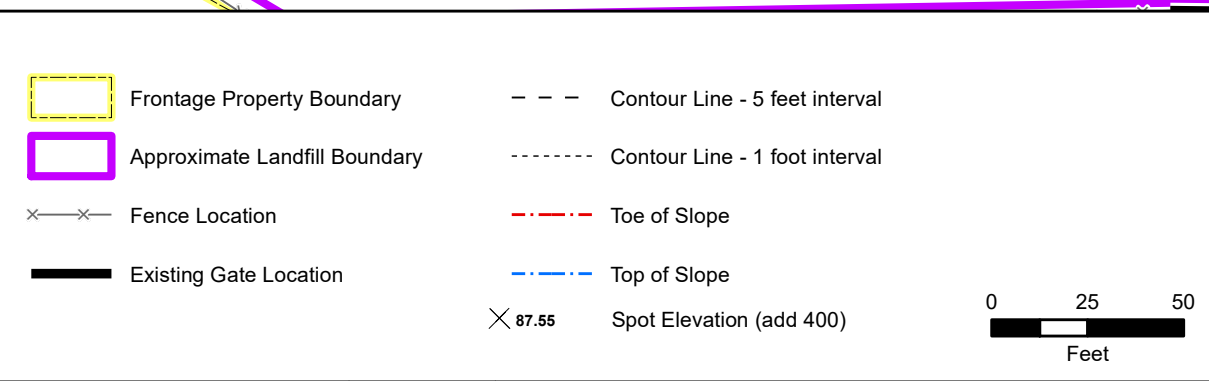 Frontage Property Boundary
Approximate Landfill Boundary
Fence Location
Existing Gate Location
Contour Line - 5 feet interval
Contour Line - 1 foot interval
Toe of Slope
Top of Slope
87.55 Spot Elevation (add 400)
0 25 50
Feet